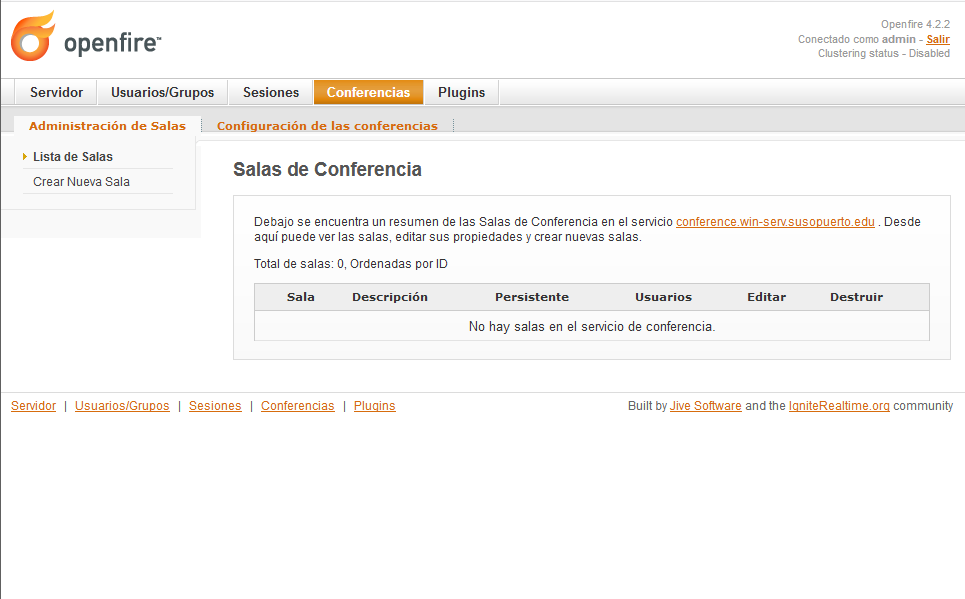 openfire™
Openfire 4.2.2
Conectado como admin - Salir
Clustering status - Disabled
Servidor Usuarios/Grupos Sesiones Conferencias Plugins
Administración de Salas Configuración de las conferencias
Lista de Salas
Crear Nueva Sala
Salas de Conferencia
Debajo se encuentra un resumen de las Salas de Conferencia en el servicio conference.win-serv.susopuerto.edu . Desde
aquí puede ver las salas, editar sus propiedades y crear nuevas salas.
Total de salas: 0, Ordenadas por ID
Sala Descripción Persistente Usuarios Editar Destruir
No hay salas en el servicio de conferencia.
Servidor | Usuarios/Grupos | Sesiones | Conferencias | Plugins
Built by Jive Software and the IgniteRealtime.org community